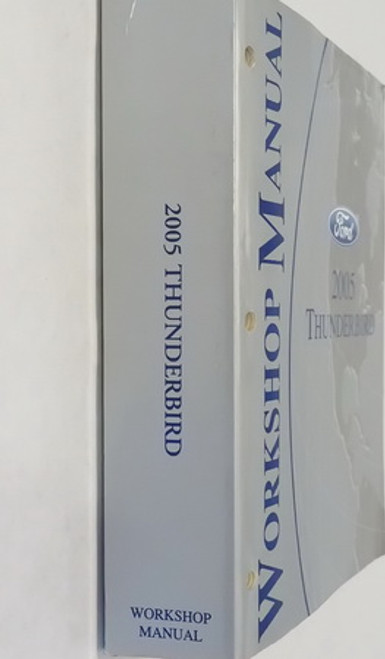 2005 THUNDERBIRD
WORKSHOP
MANUAL
WORKSHOP MANUAL
Ford
2005
THUNDERBIRD